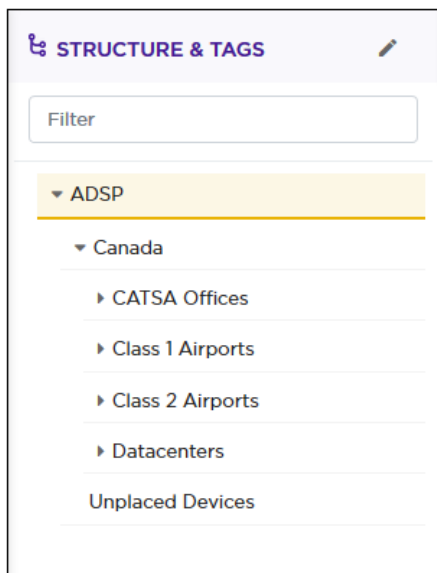 STRUCTURE & TAGS
Filter
ADSP
Canada
CATSA Offices
Class 1 Airports
Class 2 Airports
Datacenters
Unplaced Devices